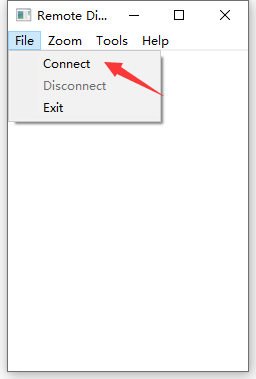 Remote Di...
File Zoom Tools Help
Connect
Disconnect
Exit